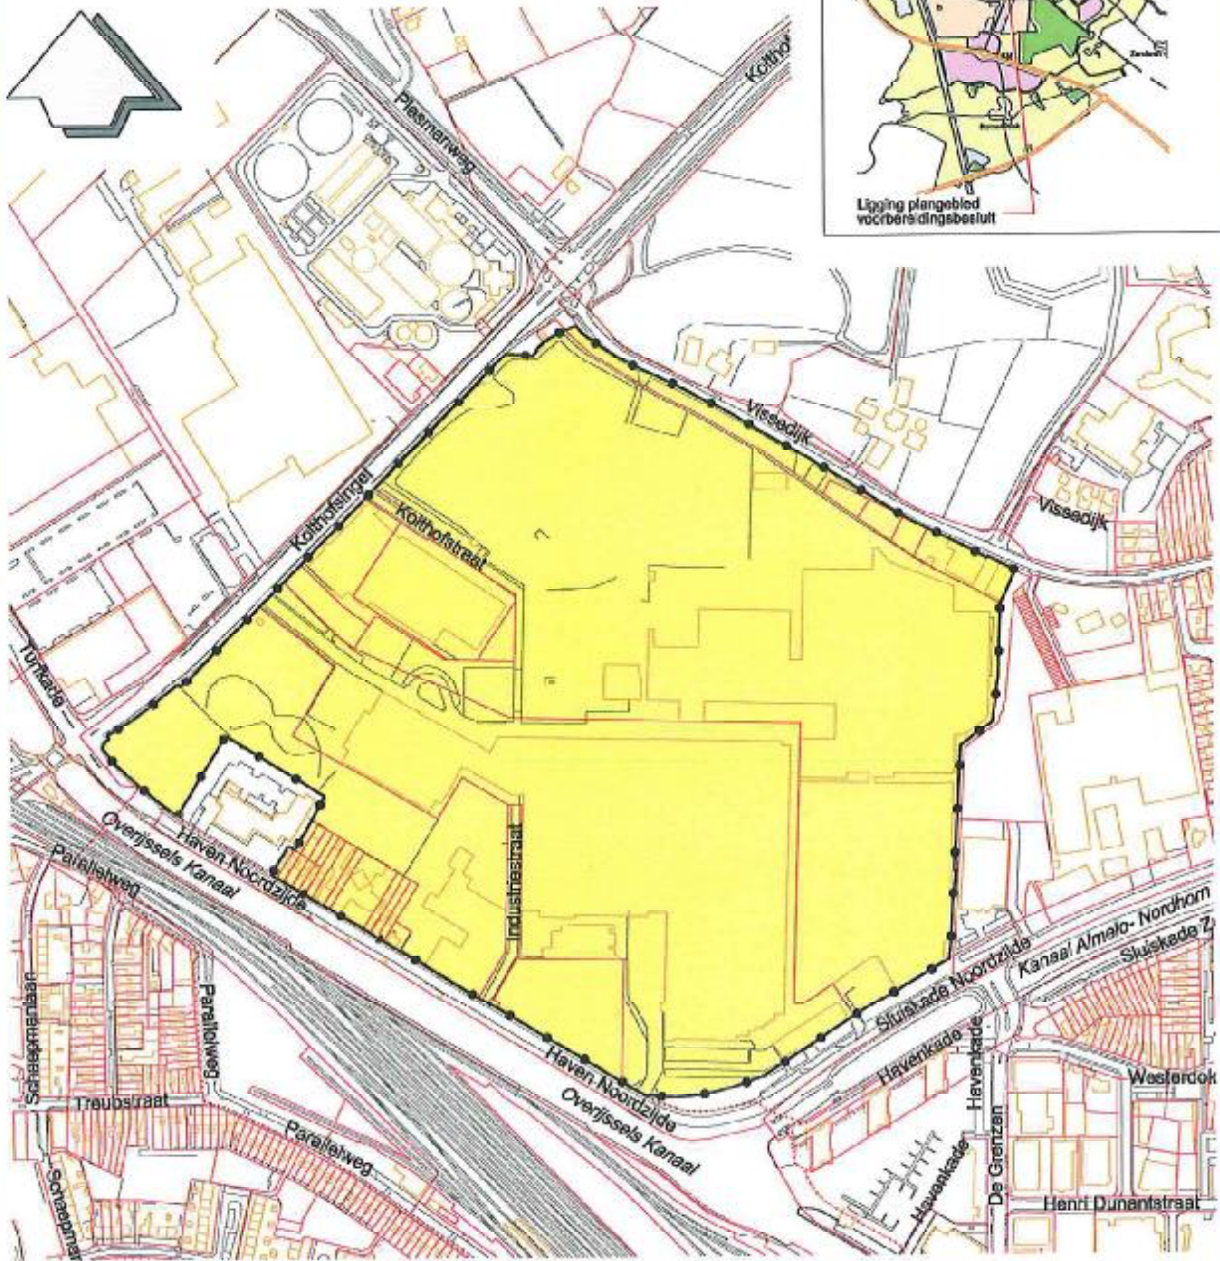 Plesmanweg
Ligging plangebied
voorbereidingsbesluit
Vissedijk
Vissedijk
Kolthofsingel
Kolthofstraat
Turfkade
Overijssels Kanaal
Haven Noordzijde
Parallelweg
Industriestraat
Kanaal Almelo- Nordhorn
Sluiskade Z
Sluiskade Noordzijde
Havenkade
Havenkade
Schaepmanlaan
Parallelweg
Haven Noordzijde
Overijssels Kanaal
Westerdok
Treubstraat
Parallelweg
De Grenzen
Havenkade
Henri Dunantstraat
Schaepman